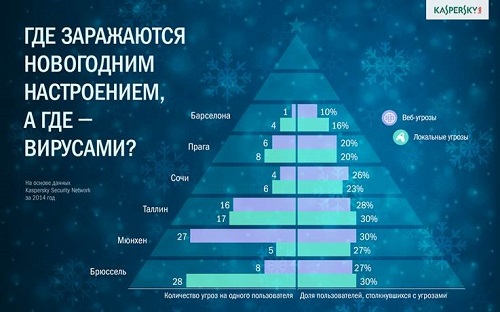 KASPERSKY
ГДЕ ЗАРАЖАЮТСЯ
НОВОГОДНИМ
НАСТРОЕНИЕМ,
А ГДЕ —
ВИРУСАМИ?
На основе данных
Kaspersky Security Network
за 2014 год
Веб-угрозы
Локальные угрозы
Барселона
1 10%
4 16%
Прага
6 20%
8 20%
Сочи
4 26%
6 23%
Таллин
16 28%
17 30%
Мюнхен
27 30%
5 27%
Брюссель
8 27%
28 30%
Количество угроз на одного пользователя Доля пользователей, столкнувшихся с угрозами